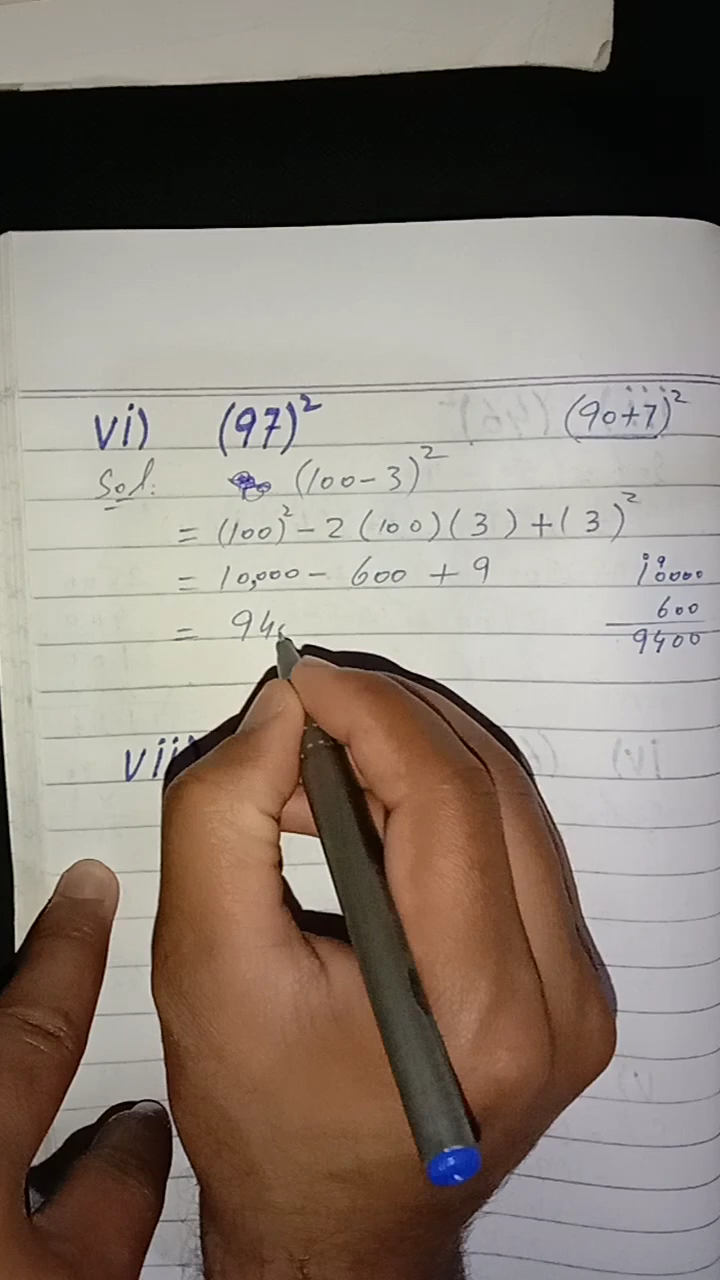 vi) (97)² (90+7)²
Sol: (100-3)²
= (100)² - 2(100)(3) + (3)²
= 10,000 - 600 + 9
10000
600
9400
= 940
vii)